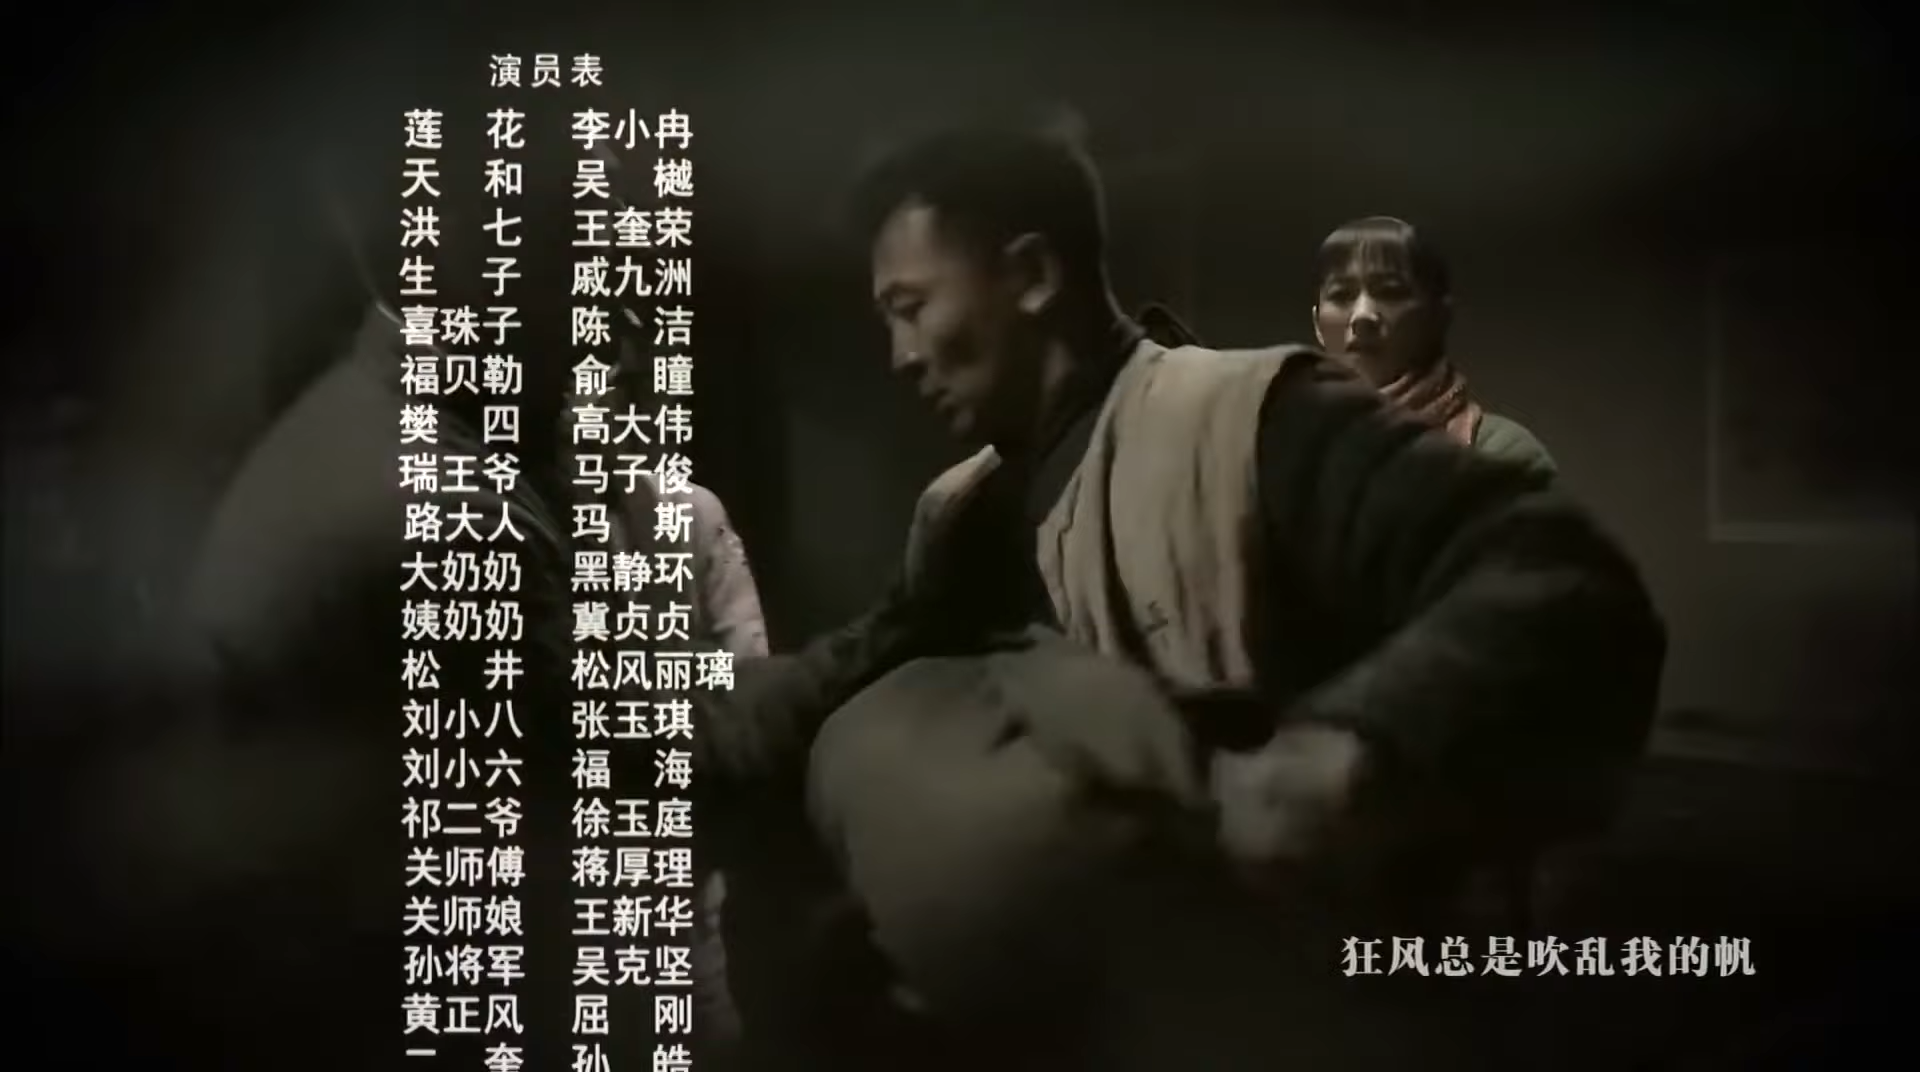 演员表
莲花 李小冉
天和 吴樾
洪七 王奎荣
生子 戚九洲
喜珠子 陈洁
福贝勒 俞瞳
樊四 高大伟
瑞王爷 马子俊
路大人 玛斯
大奶奶 黑静环
姨奶奶 冀贞贞
松井 松风丽璃
刘小八 张玉琪
刘小六 福海
祁二爷 徐玉庭
关师傅 蒋厚理
关师娘 王新华
孙将军 吴克坚
黄正风 屈刚
二奎 孙皓
狂风总是吹乱我的帆